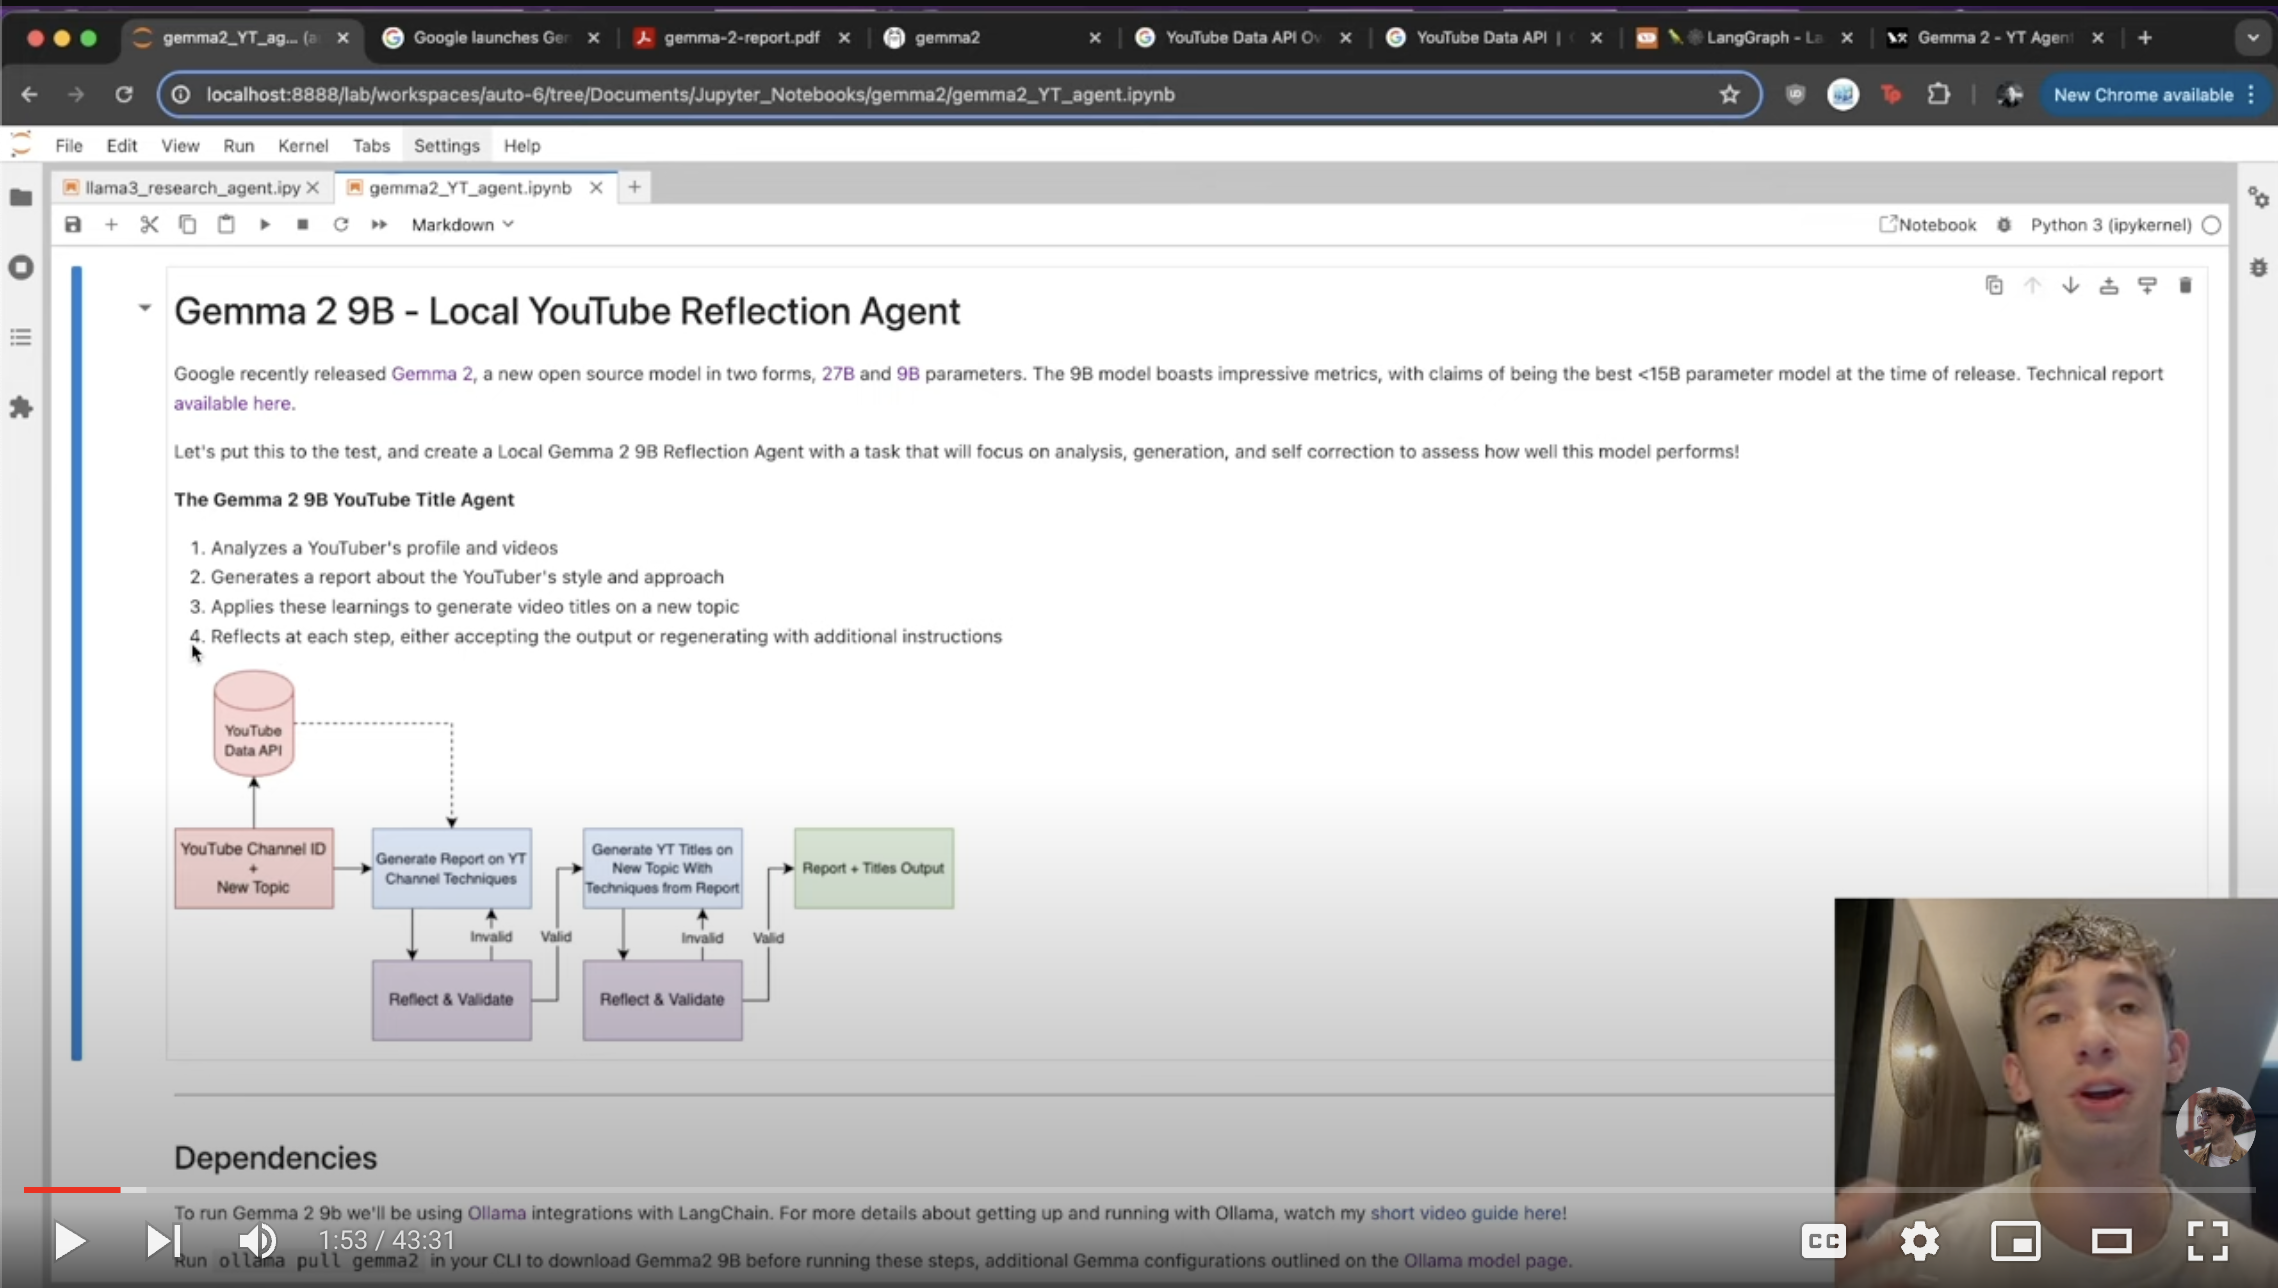 gemma2_YT_ag... (a
Google launches Ge
gemma-2-report.pdf
gemma2
YouTube Data API Ov
YouTube Data API |
LangGraph - La
Gemma 2 - YT Agen
localhost:8888/lab/workspaces/auto-6/tree/Documents/Jupyter_Notebooks/gemma2/gemma2_YT_agent.ipynb
New Chrome available
File Edit View Run Kernel Tabs Settings Help
llama3_research_agent.ipy
gemma2_YT_agent.ipynb
Markdown
Notebook
Python 3 (ipykernel)
Gemma 2 9B - Local YouTube Reflection Agent
Google recently released Gemma 2, a new open source model in two forms, 27B and 9B parameters. The 9B model boasts impressive metrics, with claims of being the best <15B parameter model at the time of release. Technical report
available here.
Let's put this to the test, and create a Local Gemma 2 9B Reflection Agent with a task that will focus on analysis, generation, and self correction to assess how well this model performs!
The Gemma 2 9B YouTube Title Agent
1. Analyzes a YouTuber's profile and videos
2. Generates a report about the YouTuber's style and approach
3. Applies these learnings to generate video titles on a new topic
4. Reflects at each step, either accepting the output or regenerating with additional instructions
YouTube
Data API
YouTube Channel ID
+
New Topic
Generate Report on YT
Channel Techniques
Generate YT Titles on
New Topic With
Techniques from Report
Report + Titles Output
Invalid
Valid
Invalid
Valid
Reflect & Validate
Reflect & Validate
Dependencies
To run Gemma 2 9b we'll be using Ollama integrations with LangChain. For more details about getting up and running with Ollama, watch my short video guide here!
1:53 / 43:31
CC
Run ollama pull gemma2 in your CLI to download Gemma2 9B before running these steps, additional Gemma configurations outlined on the Ollama model page.